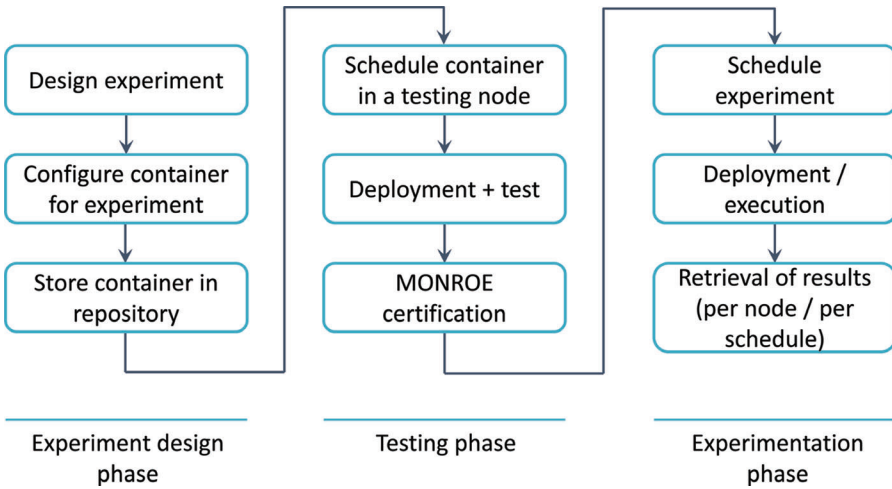 Design experiment
Configure container
for experiment
Store container in
repository
Experiment design
phase
Schedule container
in a testing node
Deployment + test
MONROE
certification
Testing phase
Schedule
experiment
Deployment /
execution
Retrieval of results
(per node / per
schedule)
Experimentation
phase